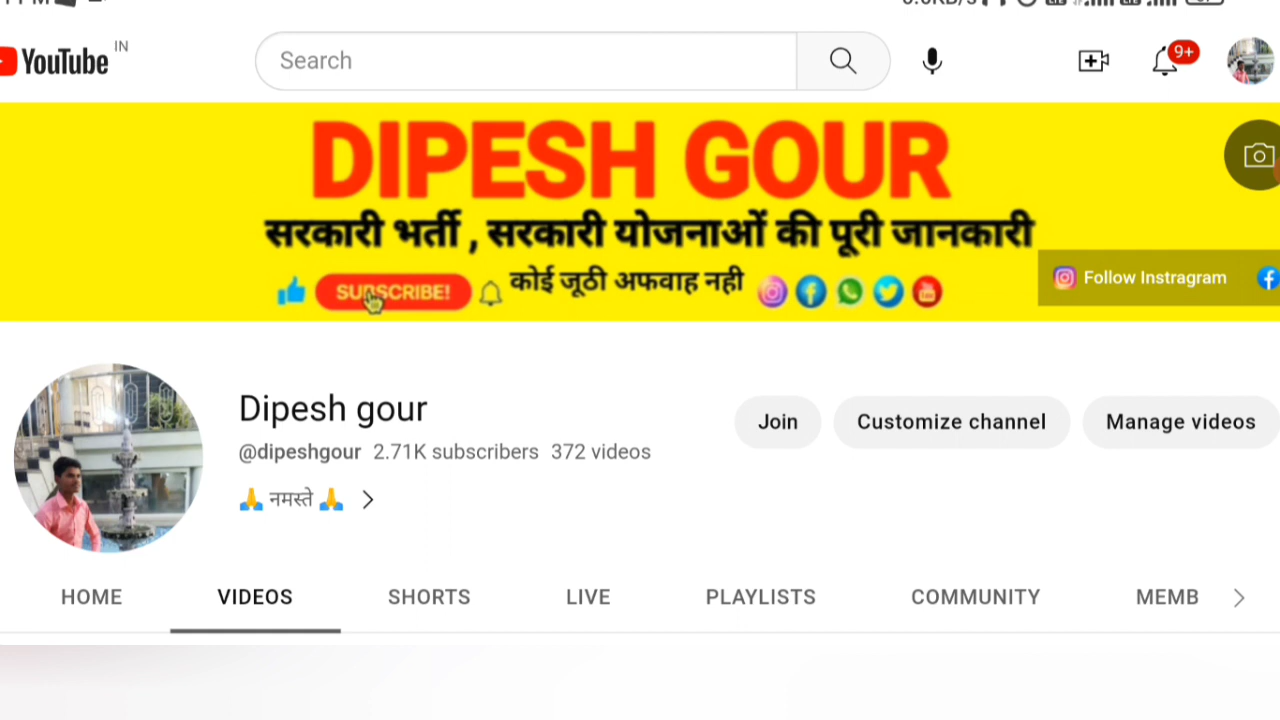 YouTube IN
Search
9+
DIPESH GOUR
सरकारी भर्ती , सरकारी योजनाओं की पूरी जानकारी
SUBSCRIBE!
कोई जूठी अफवाह नही
Follow Instragram
Dipesh gour
@dipeshgour 2.71K subscribers 372 videos
🙏 नमस्ते 🙏
Join
Customize channel
Manage videos
HOME VIDEOS SHORTS LIVE PLAYLISTS COMMUNITY MEMB